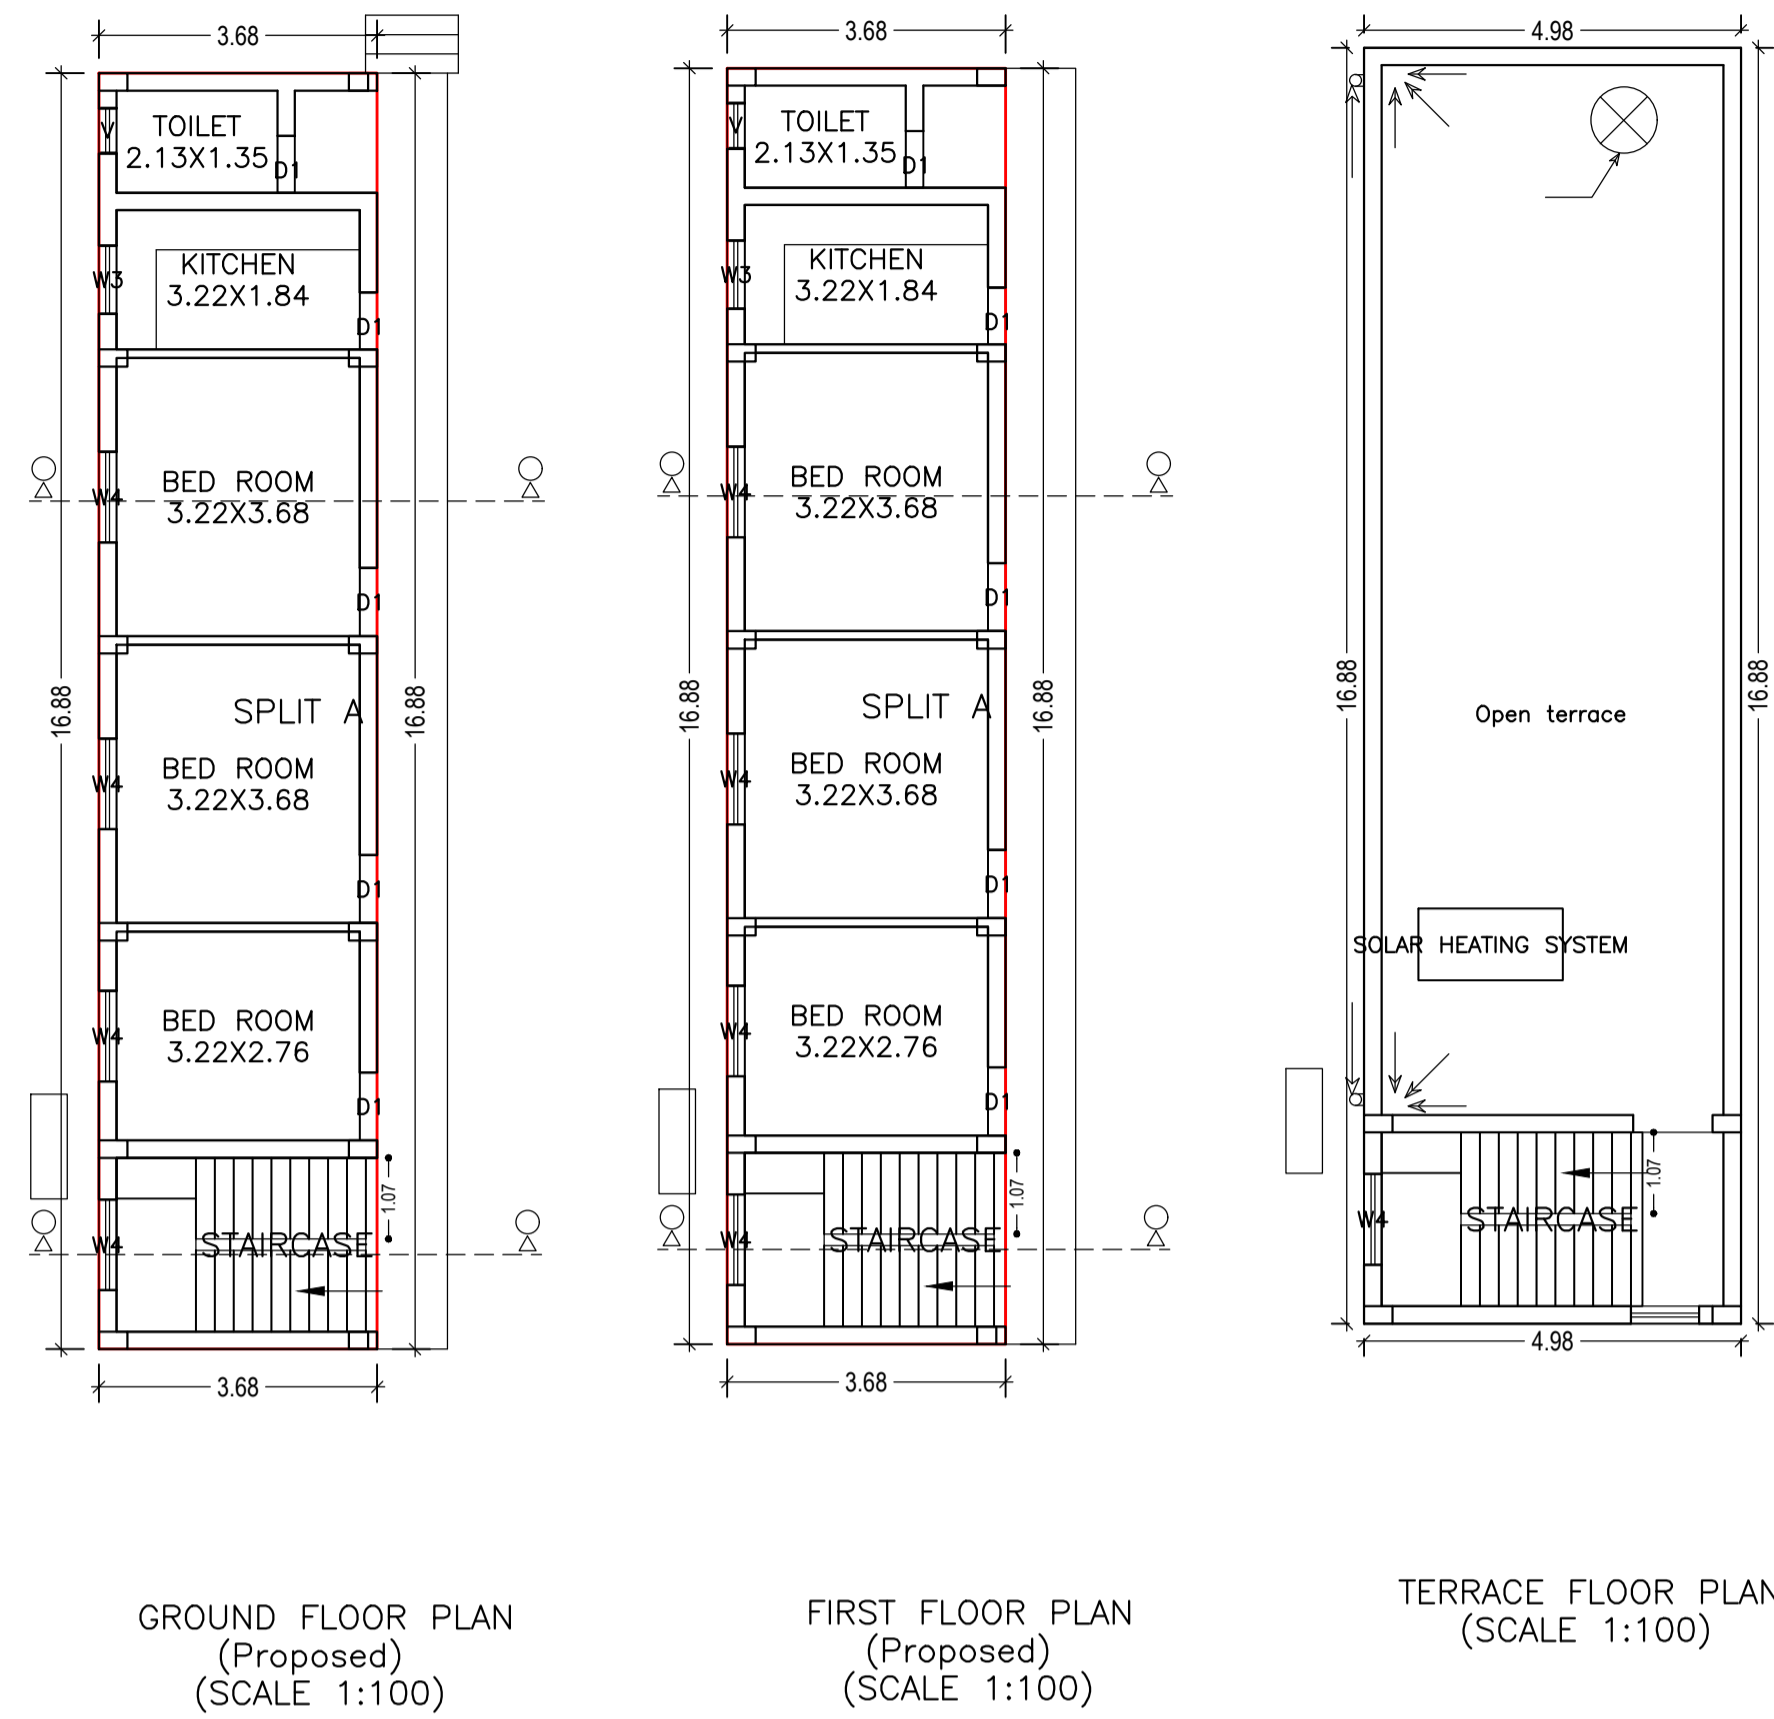 3.68
TOILET
2.13X1.35
V
D1
KITCHEN
3.22X1.84
W3
D1
BED ROOM
3.22X3.68
W4
D1
16.88
16.88
SPLIT A
BED ROOM
3.22X3.68
W4
D1
BED ROOM
3.22X2.76
W4
D1
1.07
STAIRCASE
W4
3.68
GROUND FLOOR PLAN
(Proposed)
(SCALE 1:100)
3.68
TOILET
2.13X1.35
V
D1
KITCHEN
3.22X1.84
W3
D1
BED ROOM
3.22X3.68
W4
D1
16.88
16.88
SPLIT A
BED ROOM
3.22X3.68
W4
D1
BED ROOM
3.22X2.76
W4
D1
1.07
STAIRCASE
W4
3.68
FIRST FLOOR PLAN
(Proposed)
(SCALE 1:100)
4.98
16.88
16.88
Open terrace
SOLAR HEATING SYSTEM
1.07
STAIRCASE
W4
4.98
TERRACE FLOOR PLAN
(SCALE 1:100)